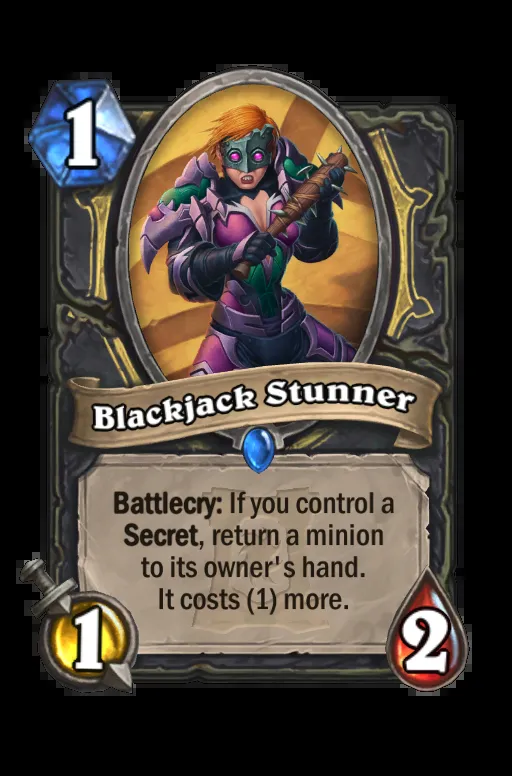 1
Blackjack Stunner
Battlecry: If you control a
Secret, return a minion
to its owner's hand.
It costs (1) more.
1
2